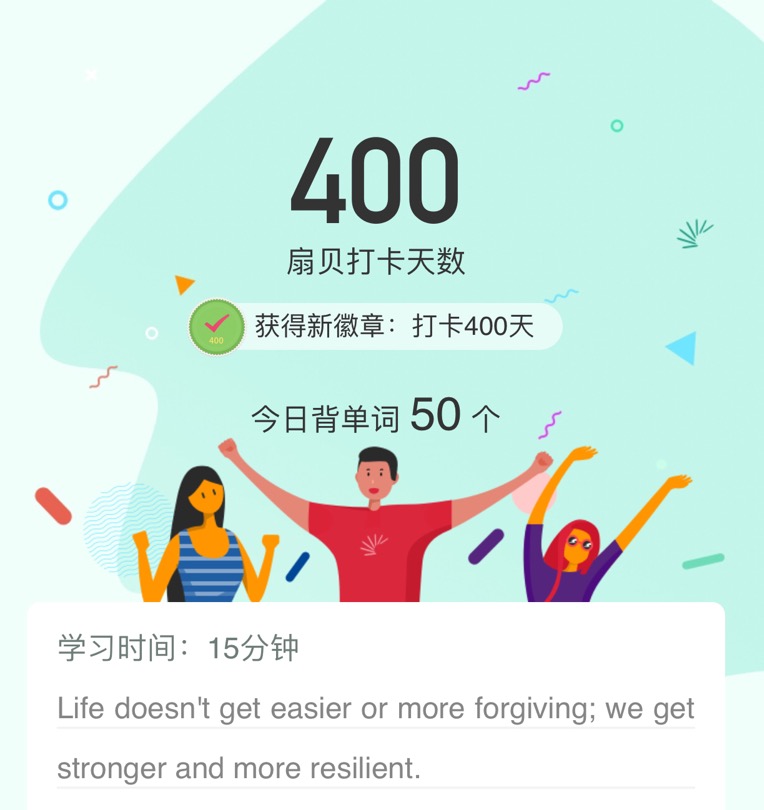 400
扇贝打卡天数
400
获得新徽章：打卡400天
今日背单词 50 个
学习时间：15分钟
Life doesn't get easier or more forgiving; we get
stronger and more resilient.